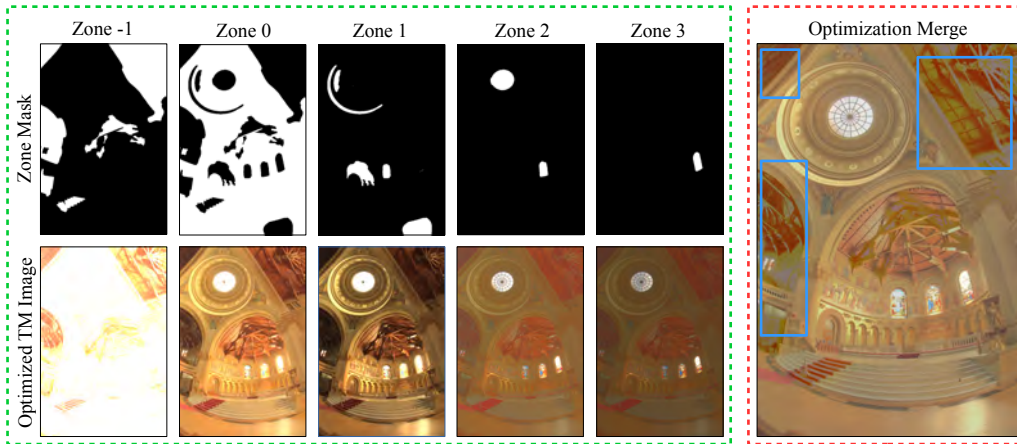 Zone -1
Zone 0
Zone 1
Zone 2
Zone 3
Optimization Merge
Zone Mask
Optimized TM Image